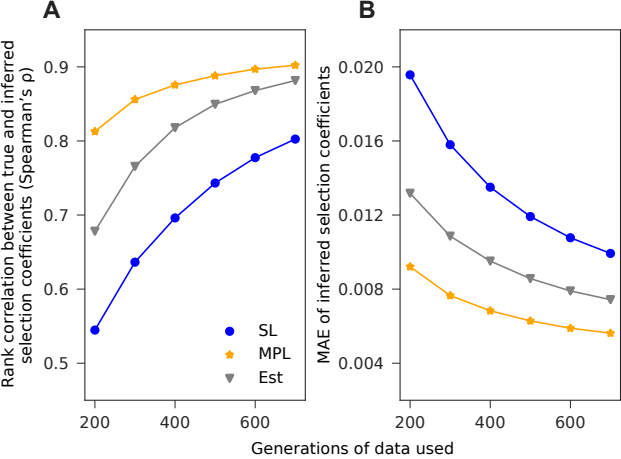 A
B
Rank correlation between true and inferred
selection coefficients (Spearman's ρ)
0.9
0.8
0.7
0.6
0.5
SL
MPL
Est
200
400
600
MAE of inferred selection coefficients
0.020
0.016
0.012
0.008
0.004
200
400
600
Generations of data used